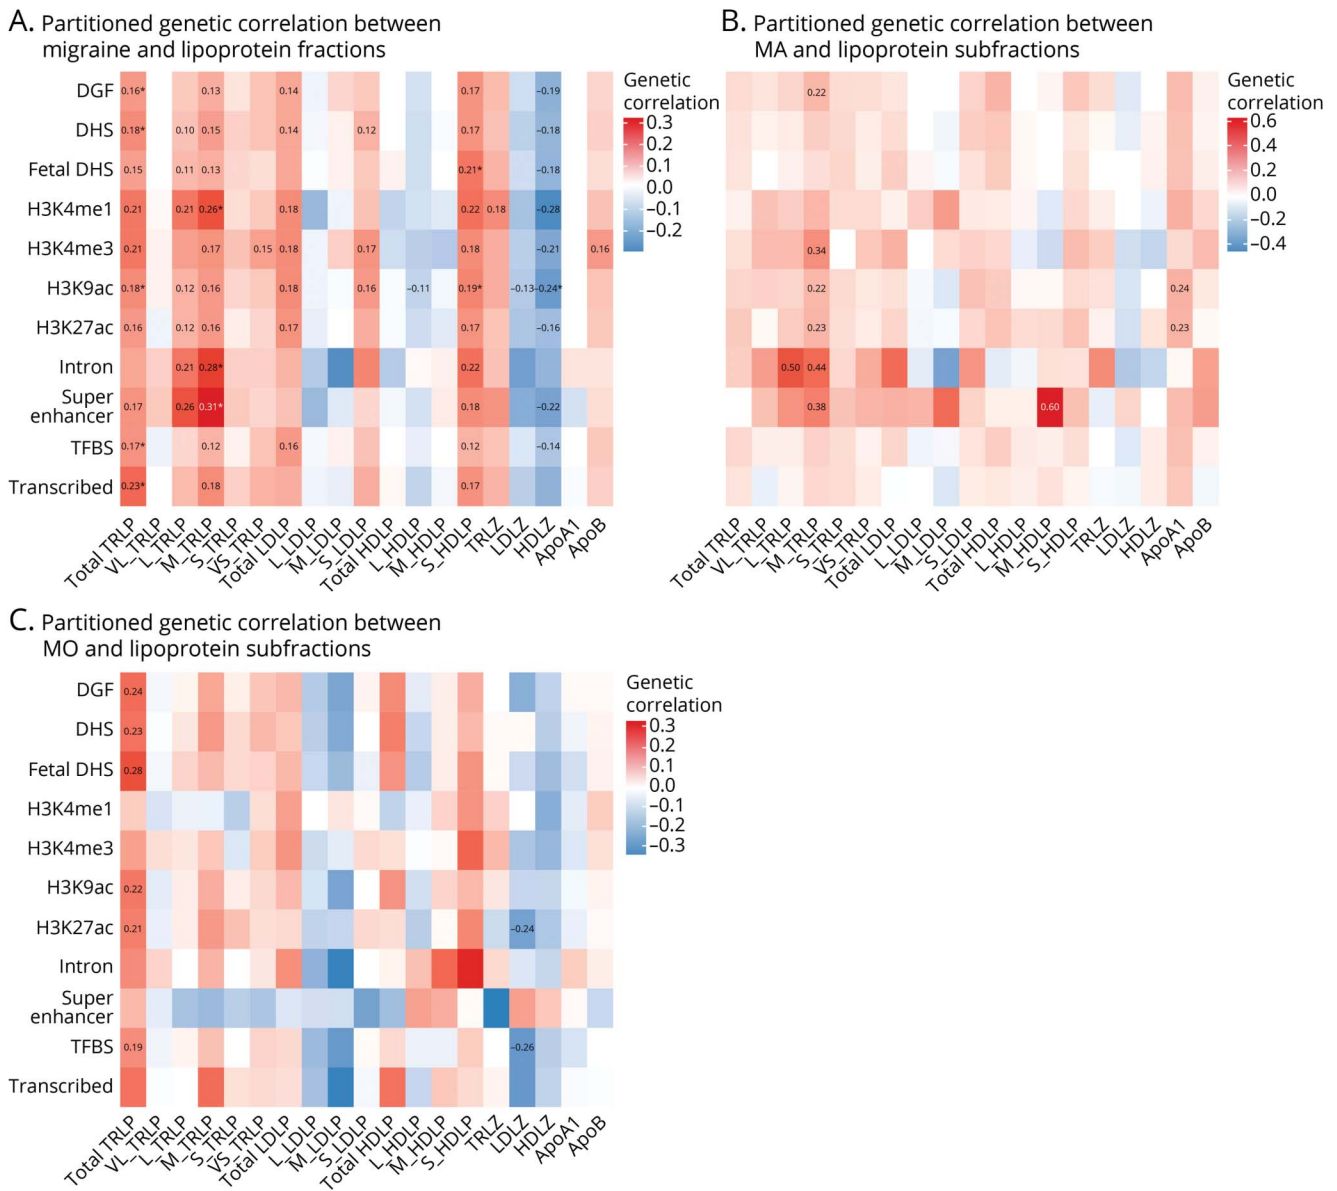 A. Partitioned genetic correlation between
migraine and lipoprotein fractions
Genetic
correlation
0.3
0.2
0.1
0.0
−0.1
−0.2
DGF 0.16* 0.13 0.14 0.17 −0.19
DHS 0.18* 0.10 0.15 0.14 0.12 0.17 −0.18
Fetal DHS 0.15 0.11 0.13 0.21* −0.18
H3K4me1 0.21 0.21 0.26* 0.18 0.22 0.18 −0.28
H3K4me3 0.21 0.17 0.15 0.18 0.17 0.18 −0.21 0.16
H3K9ac 0.18* 0.12 0.16 0.18 0.16 −0.11 0.19* −0.13 −0.24*
H3K27ac 0.16 0.12 0.16 0.17 0.17 −0.16
Intron 0.21 0.28* 0.22
Super
enhancer 0.17 0.26 0.31* 0.18 −0.22
TFBS 0.17* 0.12 0.16 0.12 −0.14
Transcribed 0.23* 0.18 0.17
Total TRLP
VL_TRLP
L_TRLP
M_TRLP
S_TRLP
VS_TRLP
Total LDLP
L_LDLP
M_LDLP
S_LDLP
Total HDLP
L_HDLP
M_HDLP
S_HDLP
TRLZ
LDLZ
HDLZ
ApoA1
ApoB
B. Partitioned genetic correlation between
MA and lipoprotein subfractions
Genetic
correlation
0.6
0.4
0.2
0.0
−0.2
−0.4
0.22
0.34
0.22 0.24
0.23 0.23
0.50 0.44
0.38 0.60
Total TRLP
VL_TRLP
L_TRLP
M_TRLP
S_TRLP
VS_TRLP
Total LDLP
L_LDLP
M_LDLP
S_LDLP
Total HDLP
L_HDLP
M_HDLP
S_HDLP
TRLZ
LDLZ
HDLZ
ApoA1
ApoB
C. Partitioned genetic correlation between
MO and lipoprotein subfractions
Genetic
correlation
0.3
0.2
0.1
0.0
−0.1
−0.2
−0.3
DGF 0.24
DHS 0.23
Fetal DHS 0.28
H3K4me1
H3K4me3
H3K9ac 0.22
H3K27ac 0.21 −0.24
Intron
Super
enhancer
TFBS 0.19 −0.26
Transcribed
Total TRLP
VL_TRLP
L_TRLP
M_TRLP
S_TRLP
VS_TRLP
Total LDLP
L_LDLP
M_LDLP
S_LDLP
Total HDLP
L_HDLP
M_HDLP
S_HDLP
TRLZ
LDLZ
HDLZ
ApoA1
ApoB